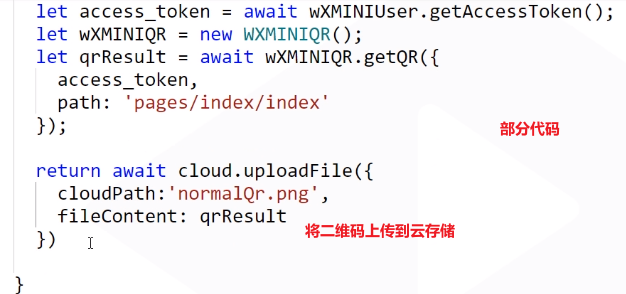 let access_token = await wXMINIUser.getAccessToken();
let wXMINIQR = new WXMINIQR();
let qrResult = await wXMINIQR.getQR({
access_token,
path: 'pages/index/index'
});
部分代码
return await cloud.uploadFile({
cloudPath:'normalQr.png',
fileContent: qrResult
将二维码上传到云存储
})
}